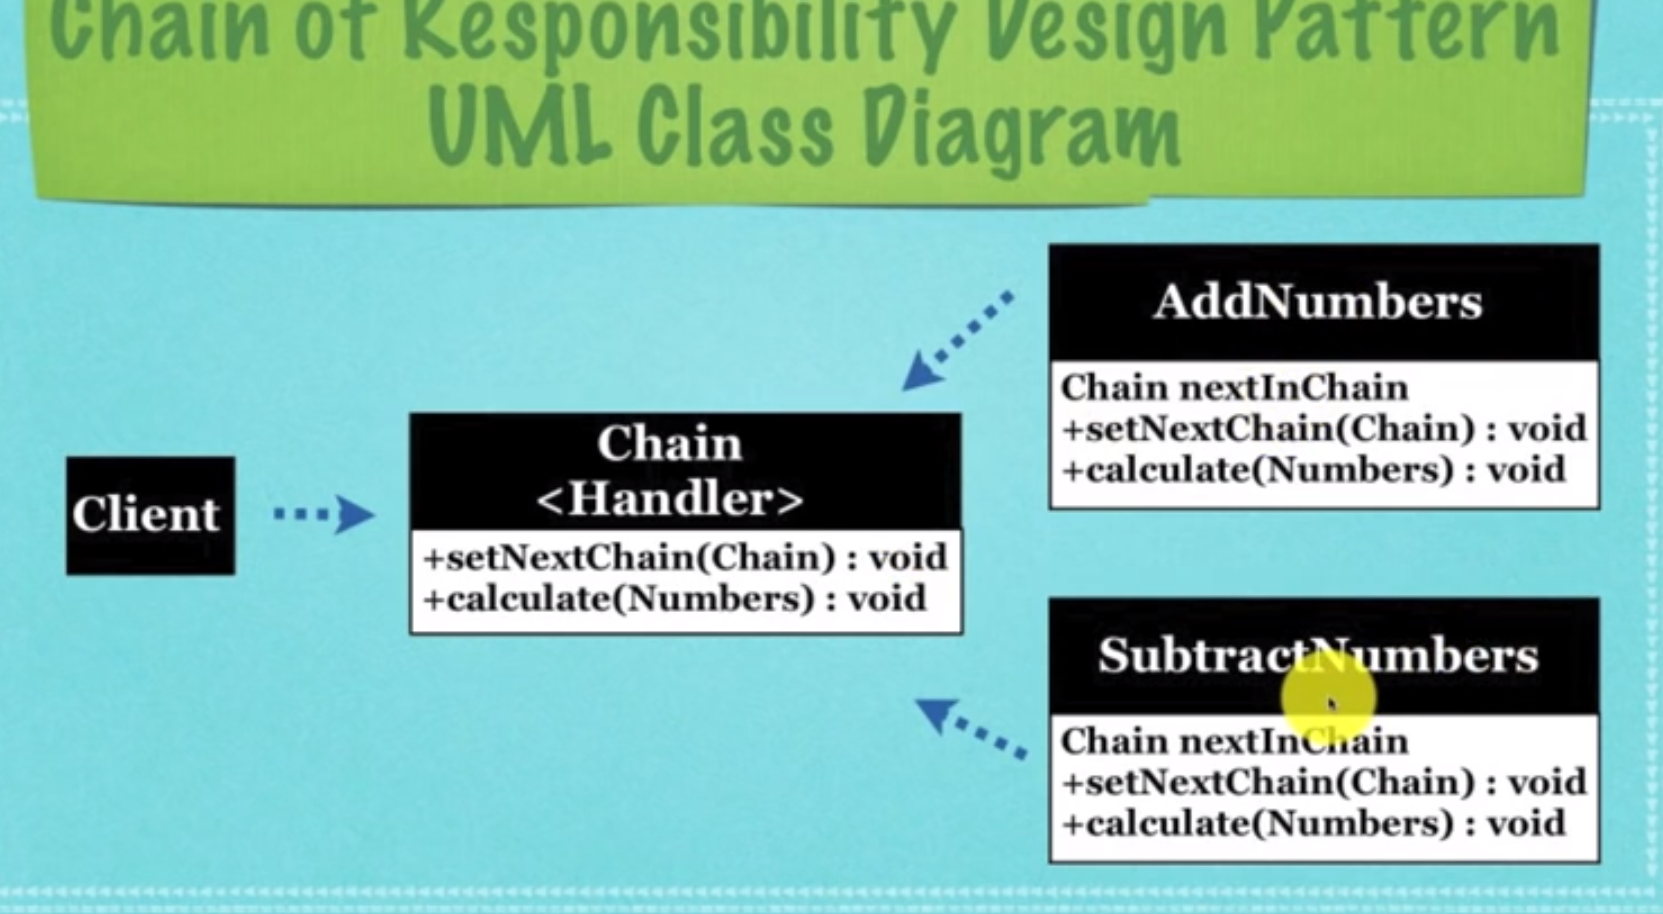 Chain of Responsibility Design Pattern
UML Class Diagram
AddNumbers
Chain nextInChain
+setNextChain(Chain) : void
+calculate(Numbers) : void
Chain
<Handler>
+setNextChain(Chain) : void
+calculate(Numbers) : void
Client
SubtractNumbers
Chain nextInChain
+setNextChain(Chain) : void
+calculate(Numbers) : void